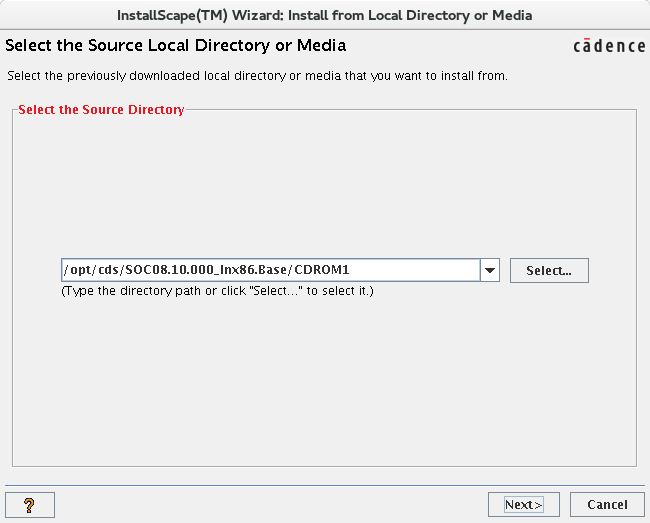 InstallScape(TM) Wizard: Install from Local Directory or Media
Select the Source Local Directory or Media
cādence
Select the previously downloaded local directory or media that you want to install from.
Select the Source Directory
/opt/cds/SOC08.10.000_lnx86.Base/CDROM1
Select...
(Type the directory path or click "Select..." to select it.)
?
Next>
Cancel